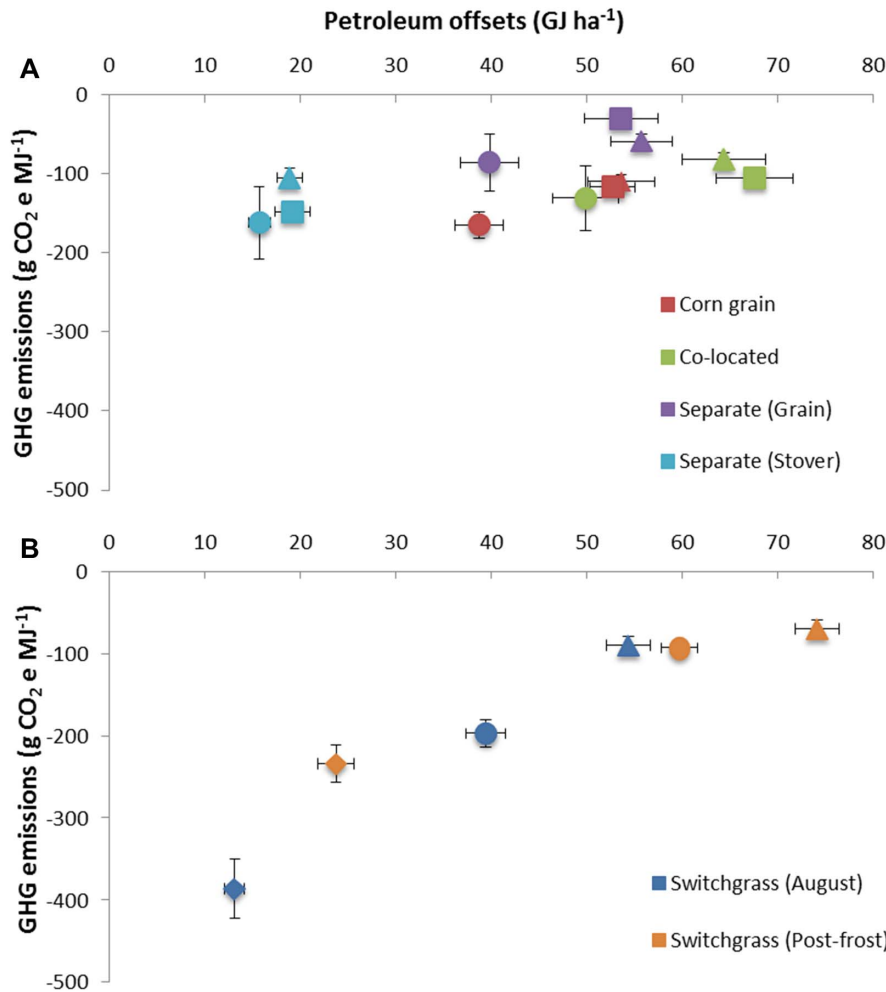 Petroleum offsets (GJ ha⁻¹)
A
0 10 20 30 40 50 60 70 80
0
-100
-200
-300
-400
-500
GHG emissions (g CO₂ e MJ⁻¹)
Corn grain
Co-located
Separate (Grain)
Separate (Stover)
B
0 10 20 30 40 50 60 70 80
0
-100
-200
-300
-400
-500
GHG emissions (g CO₂ e MJ⁻¹)
Switchgrass (August)
Switchgrass (Post-frost)